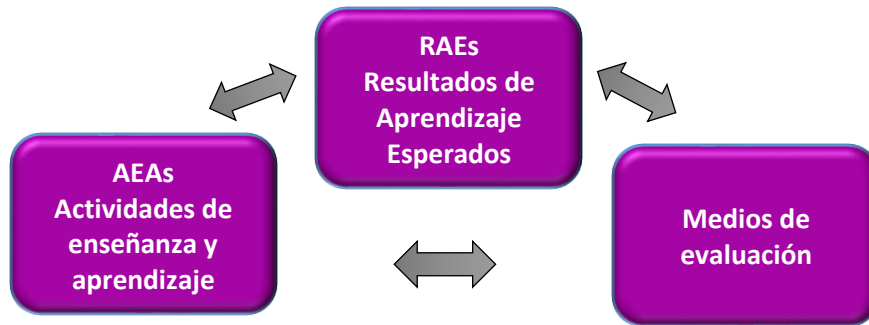 RAEs
Resultados de
Aprendizaje
Esperados
AEAs
Actividades de
enseñanza y
aprendizaje
Medios de
evaluación